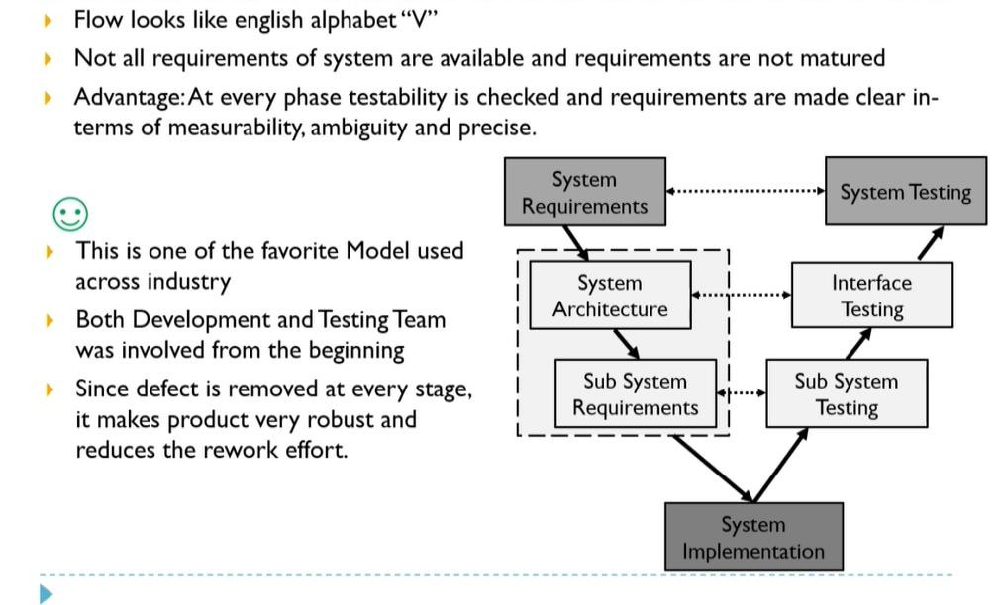 Flow looks like english alphabet “V”
Not all requirements of system are available and requirements are not matured
Advantage: At every phase testability is checked and requirements are made clear in-
terms of measurability, ambiguity and precise.
This is one of the favorite Model used
across industry
Both Development and Testing Team
was involved from the beginning
Since defect is removed at every stage,
it makes product very robust and
reduces the rework effort.
System
Requirements
System Testing
System
Architecture
Interface
Testing
Sub System
Requirements
Sub System
Testing
System
Implementation